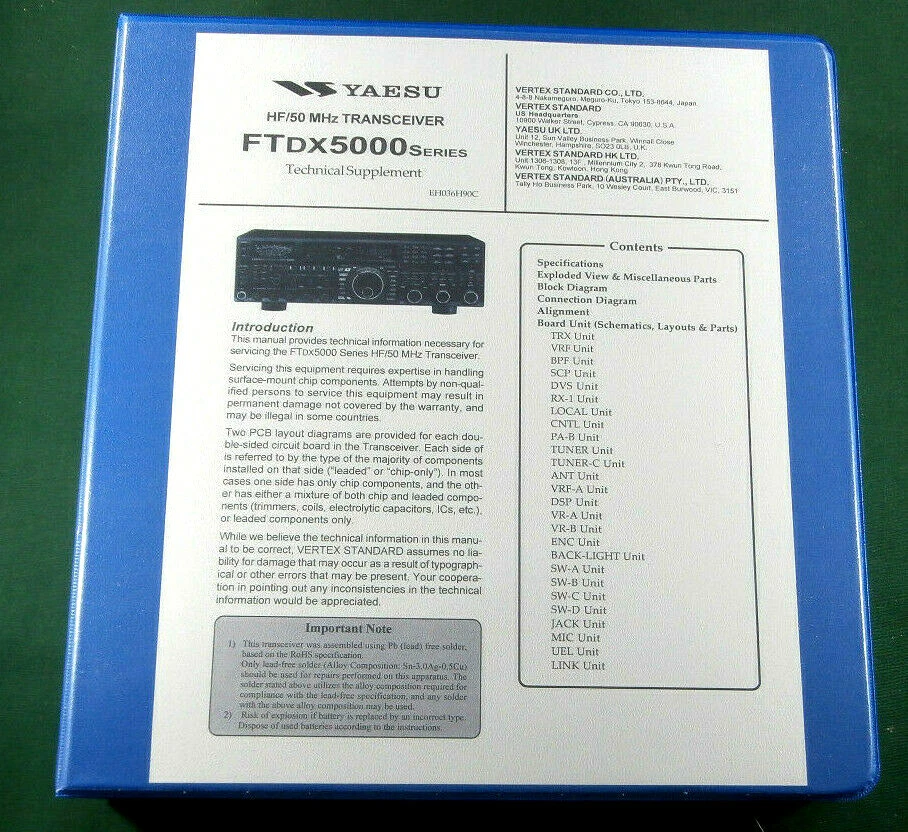 YAESU
HF/50 MHz TRANSCEIVER
FTDX5000 SERIES
Technical Supplement
EH036H90C
VERTEX STANDARD CO., LTD.
4-8-8 Nakameguro, Meguro-Ku, Tokyo 153-8644, Japan
VERTEX STANDARD
US Headquarters
10900 Walker Street, Cypress, CA 90630, U.S.A.
YAESU UK LTD.
Unit 12, Sun Valley Business Park, Winnall Close
Winchester, Hampshire, SO23 0LB, U.K.
VERTEX STANDARD HK LTD.
Unit 1306-1308, 13F., Millennium City 2, 378 Kwun Tong Road,
Kwun Tong, Kowloon, Hong Kong
VERTEX STANDARD (AUSTRALIA) PTY., LTD.
Tally Ho Business Park, 10 Wesley Court, East Burwood, VIC, 3151
Introduction
This manual provides technical information necessary for
servicing the FTDX5000 Series HF/50 MHz Transceiver.
Servicing this equipment requires expertise in handling
surface-mount chip components. Attempts by non-qual-
ified persons to service this equipment may result in
permanent damage not covered by the warranty, and
may be illegal in some countries.
Two PCB layout diagrams are provided for each dou-
ble-sided circuit board in the Transceiver. Each side of
is referred to by the type of the majority of components
installed on that side ("leaded" or "chip-only"). In most
cases one side has only chip components, and the oth-
er has either a mixture of both chip and leaded compo-
nents (trimmers, coils, electrolytic capacitors, ICs, etc.),
or leaded components only.
While we believe the technical information in this manu-
al to be correct, VERTEX STANDARD assumes no lia-
bility for damage that may occur as a result of typograph-
ical or other errors that may be present. Your coopera-
tion in pointing out any inconsistencies in the technical
information would be appreciated.
Important Note
1) This transceiver was assembled using Pb (lead) free solder,
based on the RoHS specification.
Only lead-free solder (Alloy Composition: Sn-3.0Ag-0.5Cu)
should be used for repairs performed on this apparatus. The
solder stated above utilizes the alloy composition required for
compliance with the lead-free specification, and any solder
with the above alloy composition may be used.
2) Risk of explosion if battery is replaced by an incorrect type.
Dispose of used batteries according to the instructions.
Contents
Specifications
Exploded View & Miscellaneous Parts
Block Diagram
Connection Diagram
Alignment
Board Unit (Schematics, Layouts & Parts)
TRX Unit
VRF Unit
BPF Unit
SCP Unit
DVS Unit
RX-1 Unit
LOCAL Unit
CNTL Unit
PA-B Unit
TUNER Unit
TUNER-C Unit
ANT Unit
VRF-A Unit
DSP Unit
VR-A Unit
VR-B Unit
ENC Unit
BACK-LIGHT Unit
SW-A Unit
SW-B Unit
SW-C Unit
SW-D Unit
JACK Unit
MIC Unit
UEL Unit
LINK Unit